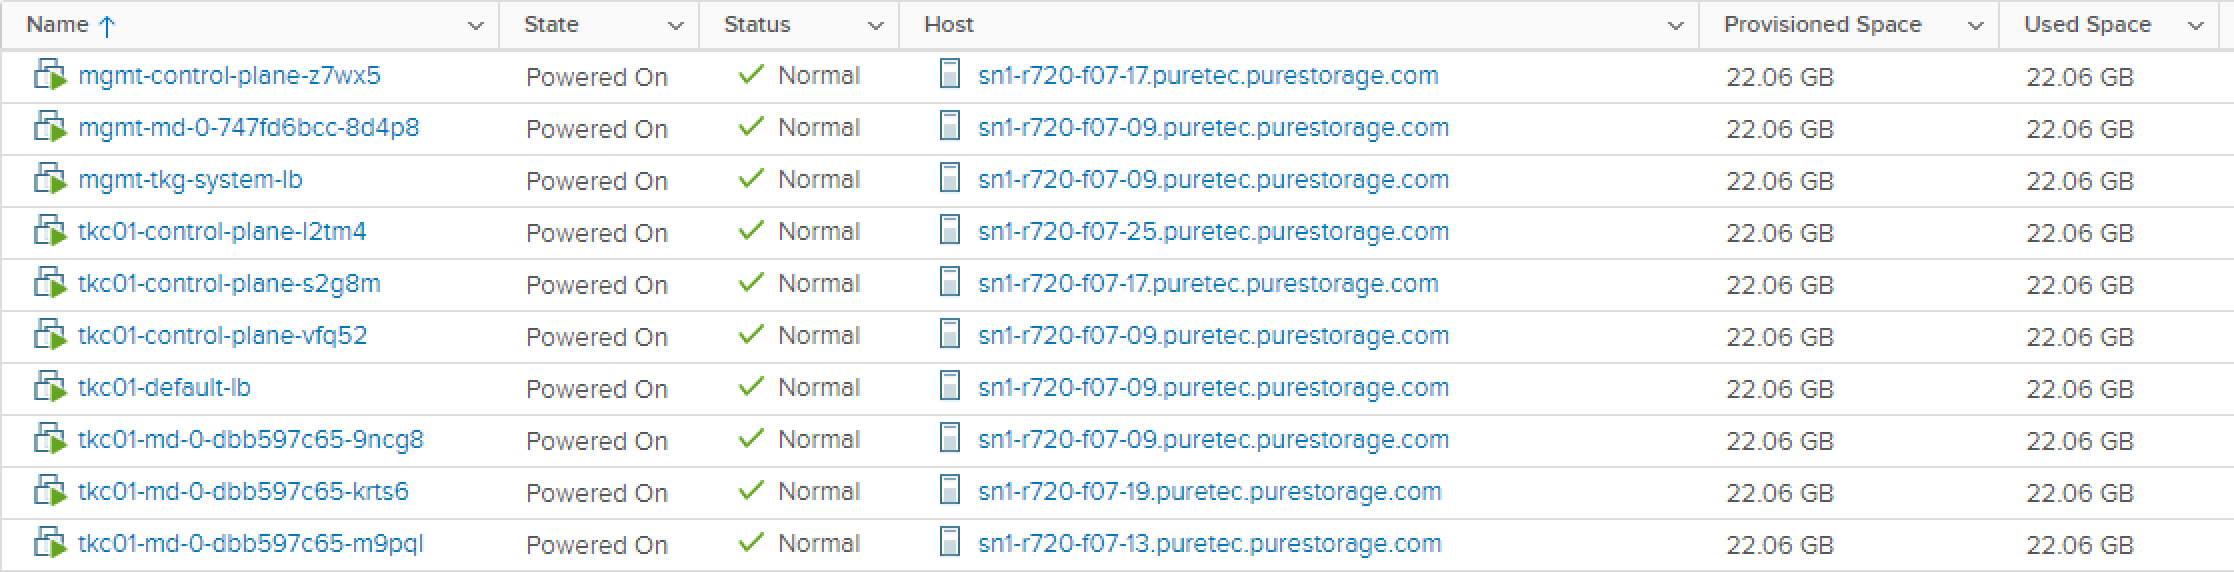 Name State Status Host Provisioned Space Used Space
mgmt-control-plane-z7wx5 Powered On Normal sn1-r720-f07-17.puretec.purestorage.com 22.06 GB 22.06 GB
mgmt-md-0-747fd6bcc-8d4p8 Powered On Normal sn1-r720-f07-09.puretec.purestorage.com 22.06 GB 22.06 GB
mgmt-tkg-system-lb Powered On Normal sn1-r720-f07-09.puretec.purestorage.com 22.06 GB 22.06 GB
tkc01-control-plane-l2tm4 Powered On Normal sn1-r720-f07-25.puretec.purestorage.com 22.06 GB 22.06 GB
tkc01-control-plane-s2g8m Powered On Normal sn1-r720-f07-17.puretec.purestorage.com 22.06 GB 22.06 GB
tkc01-control-plane-vfq52 Powered On Normal sn1-r720-f07-09.puretec.purestorage.com 22.06 GB 22.06 GB
tkc01-default-lb Powered On Normal sn1-r720-f07-09.puretec.purestorage.com 22.06 GB 22.06 GB
tkc01-md-0-dbb597c65-9ncg8 Powered On Normal sn1-r720-f07-09.puretec.purestorage.com 22.06 GB 22.06 GB
tkc01-md-0-dbb597c65-krts6 Powered On Normal sn1-r720-f07-19.puretec.purestorage.com 22.06 GB 22.06 GB
tkc01-md-0-dbb597c65-m9pql Powered On Normal sn1-r720-f07-13.puretec.purestorage.com 22.06 GB 22.06 GB